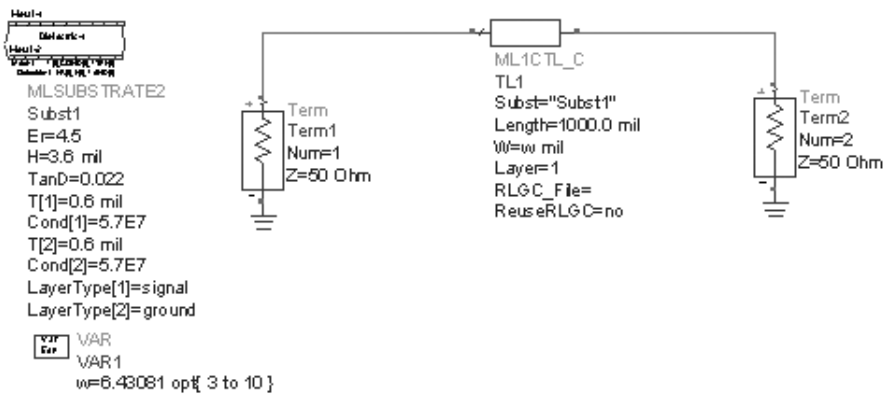 MLSUBSTRATE2
Subst1
Er=4.5
H=3.6 mil
TanD=0.022
T[1]=0.6 mil
Cond[1]=5.7E7
T[2]=0.6 mil
Cond[2]=5.7E7
LayerType[1]=signal
LayerType[2]=ground
VAR
VAR1
w=6.43081 opt{ 3 to 10 }
+
Term
Term1
Num=1
Z=50 Ohm
-
ML1CTL_C
TL1
Subst="Subst1"
Length=1000.0 mil
W=w mil
Layer=1
RLGC_File=
ReuseRLGC=no
+
Term
Term2
Num=2
Z=50 Ohm
-